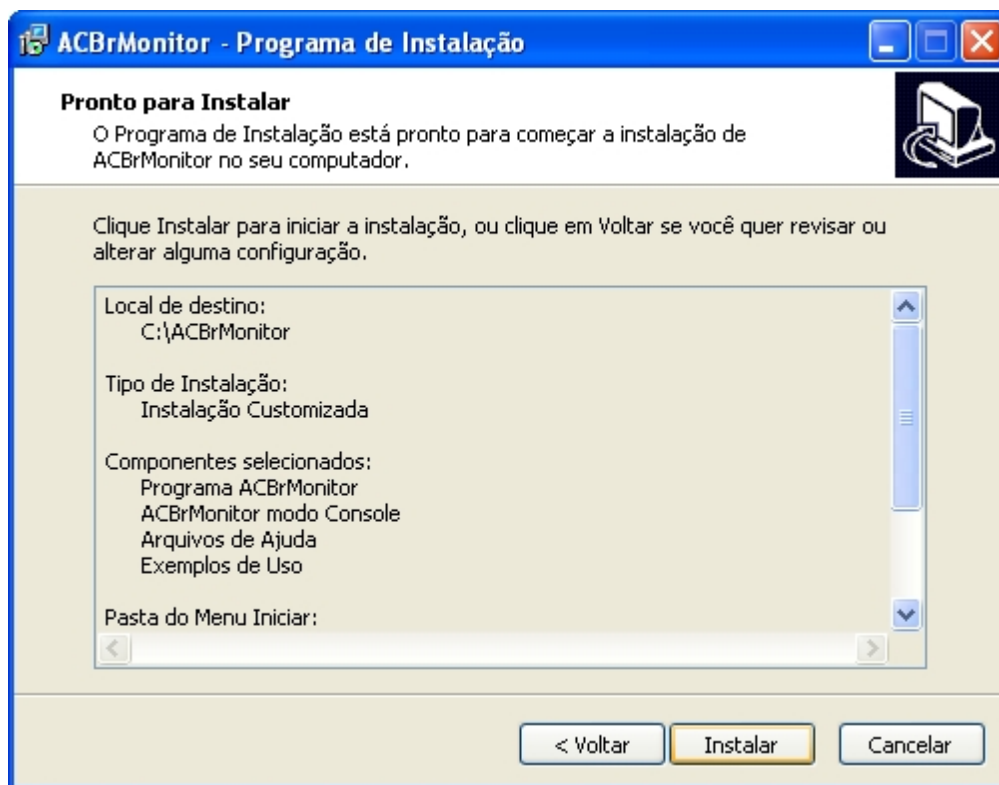 ACBrMonitor - Programa de Instalação
Pronto para Instalar
O Programa de Instalação está pronto para começar a instalação de
ACBrMonitor no seu computador.
Clique Instalar para iniciar a instalação, ou clique em Voltar se você quer revisar ou
alterar alguma configuração.
Local de destino:
C:\ACBrMonitor
Tipo de Instalação:
Instalação Customizada
Componentes selecionados:
Programa ACBrMonitor
ACBrMonitor modo Console
Arquivos de Ajuda
Exemplos de Uso
Pasta do Menu Iniciar:
< Voltar
Instalar
Cancelar